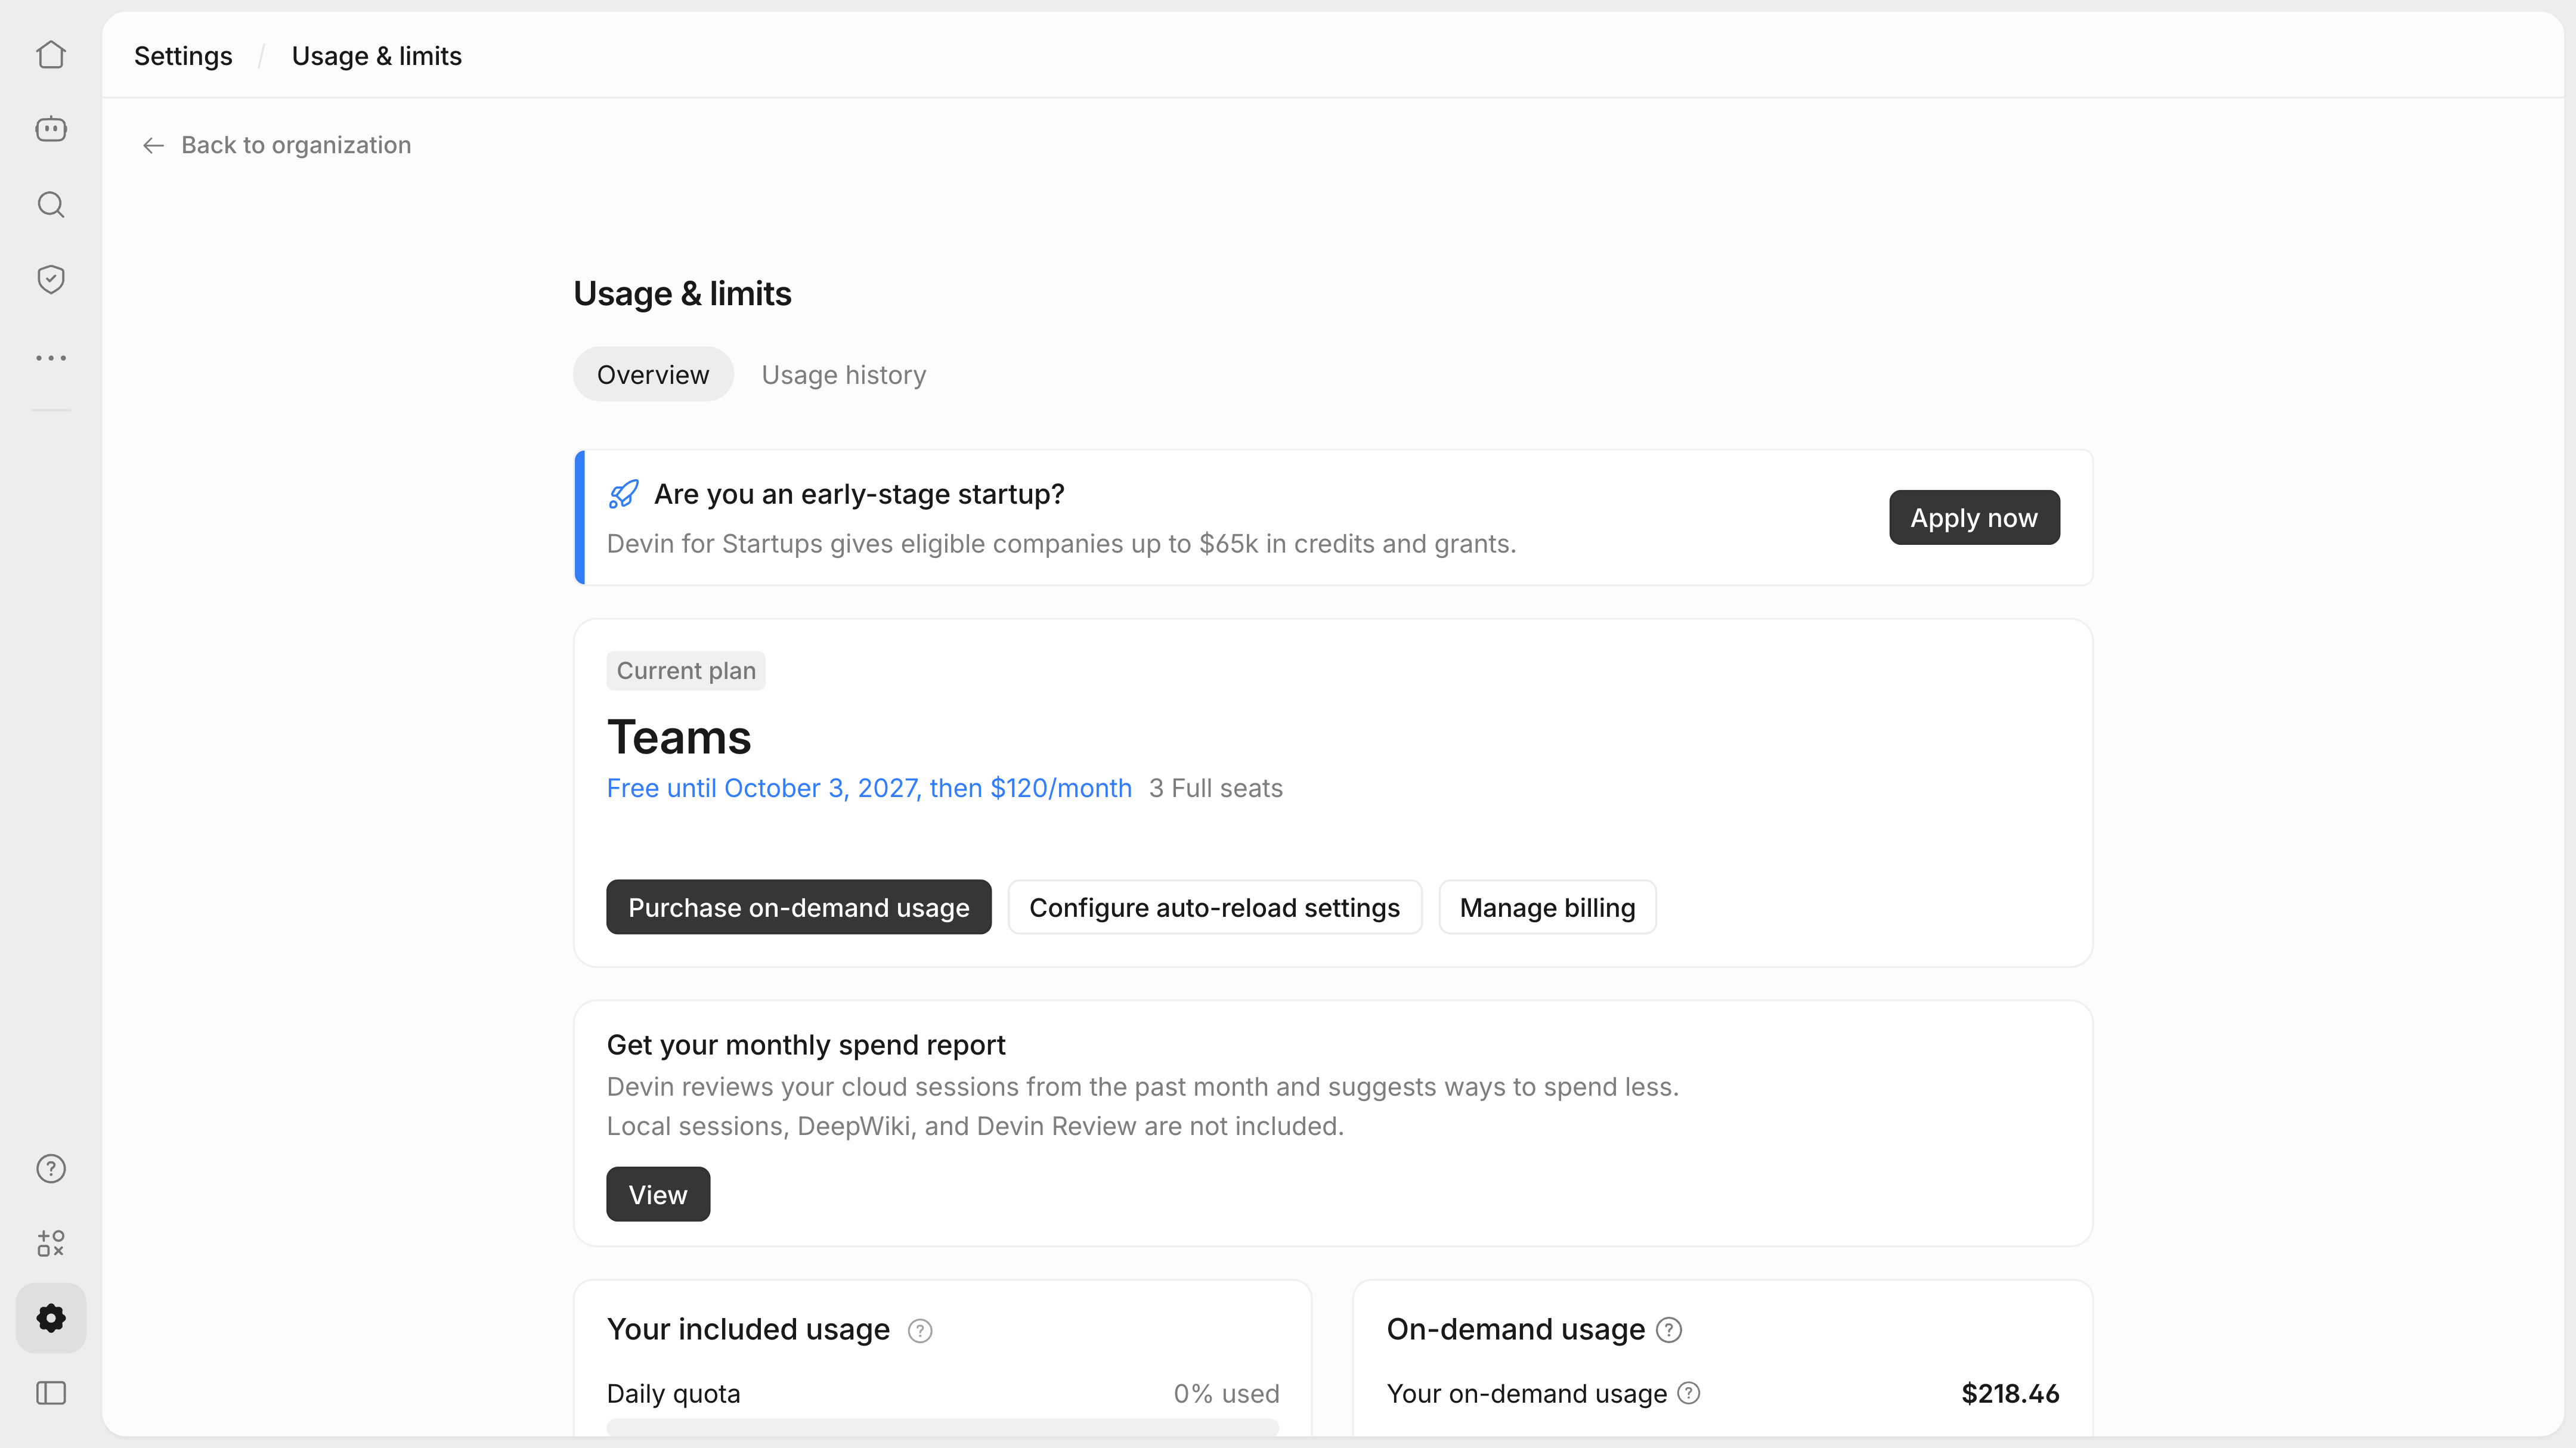 Settings / Usage & limits
Back to organization
Usage & limits
Overview
Usage history
Are you an early-stage startup?
Devin for Startups gives eligible companies up to $65k in credits and grants.
Apply now
Current plan
Teams
Free until October 3, 2027, then $120/month 3 Full seats
Purchase on-demand usage
Configure auto-reload settings
Manage billing
Get your monthly spend report
Devin reviews your cloud sessions from the past month and suggests ways to spend less.
Local sessions, DeepWiki, and Devin Review are not included.
View
Your included usage
Daily quota 0% used
On-demand usage
Your on-demand usage $218.46